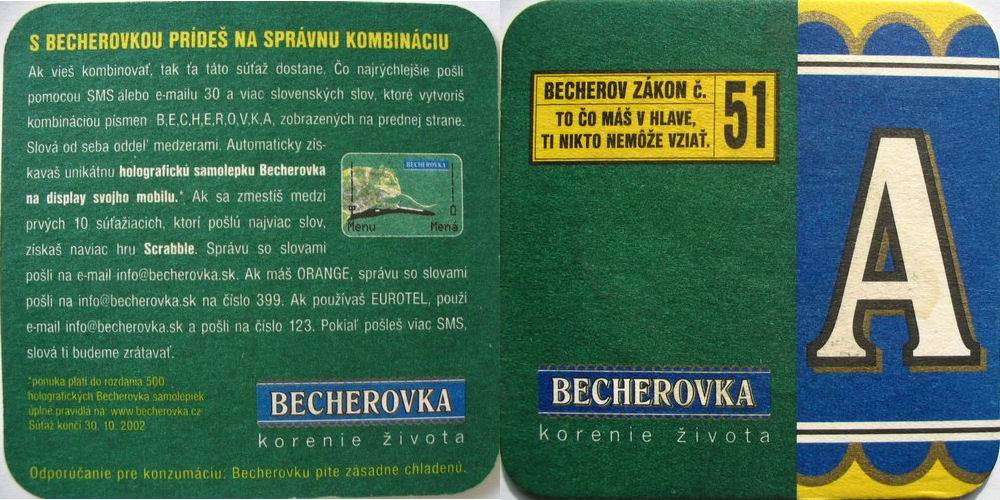 S BECHEROVKOU PRÍDEŠ NA SPRÁVNU KOMBINÁCIU
Ak vieš kombinovať, tak ťa táto súťaž dostane. Čo najrýchlejšie pošli
pomocou SMS alebo e-mailu 30 a viac slovenských slov, ktoré vytvoríš
kombináciou písmen B,E,C,H,E,R,O,V,K,A, zobrazených na prednej strane.
Slová od seba oddeľ medzerami. Automaticky zís-
kavaš unikátnu holografickú samolepku Becherovka
na display svojho mobilu.* Ak sa zmestíš medzi
prvých 10 súťažiacich, ktorí pošlú najviac slov,
získaš naviac hru Scrabble. Správu so slovami
pošli na e-mail info@becherovka.sk. Ak máš ORANGE, správu so slovami
pošli na info@becherovka.sk na číslo 399. Ak používaš EUROTEL, použi
e-mail info@becherovka.sk a pošli na číslo 123. Pokiaľ pošleš viac SMS,
slová ti budeme zrátavať.
BECHEROVKA
Menu Mená
*ponuka platí do rozdania 500
holografických Becherovka samolepiek
úplné pravidlá na: www.becherovka.cz
Súťaž končí 30. 10. 2002
BECHEROVKA
korenie života
Odporúčanie pre konzumáciu: Becherovku pite zásadne chladenú.
BECHEROV ZÁKON č.
51
TO ČO MÁŠ V HLAVE,
TI NIKTO NEMÔŽE VZIAŤ.
A
BECHEROVKA
korenie života